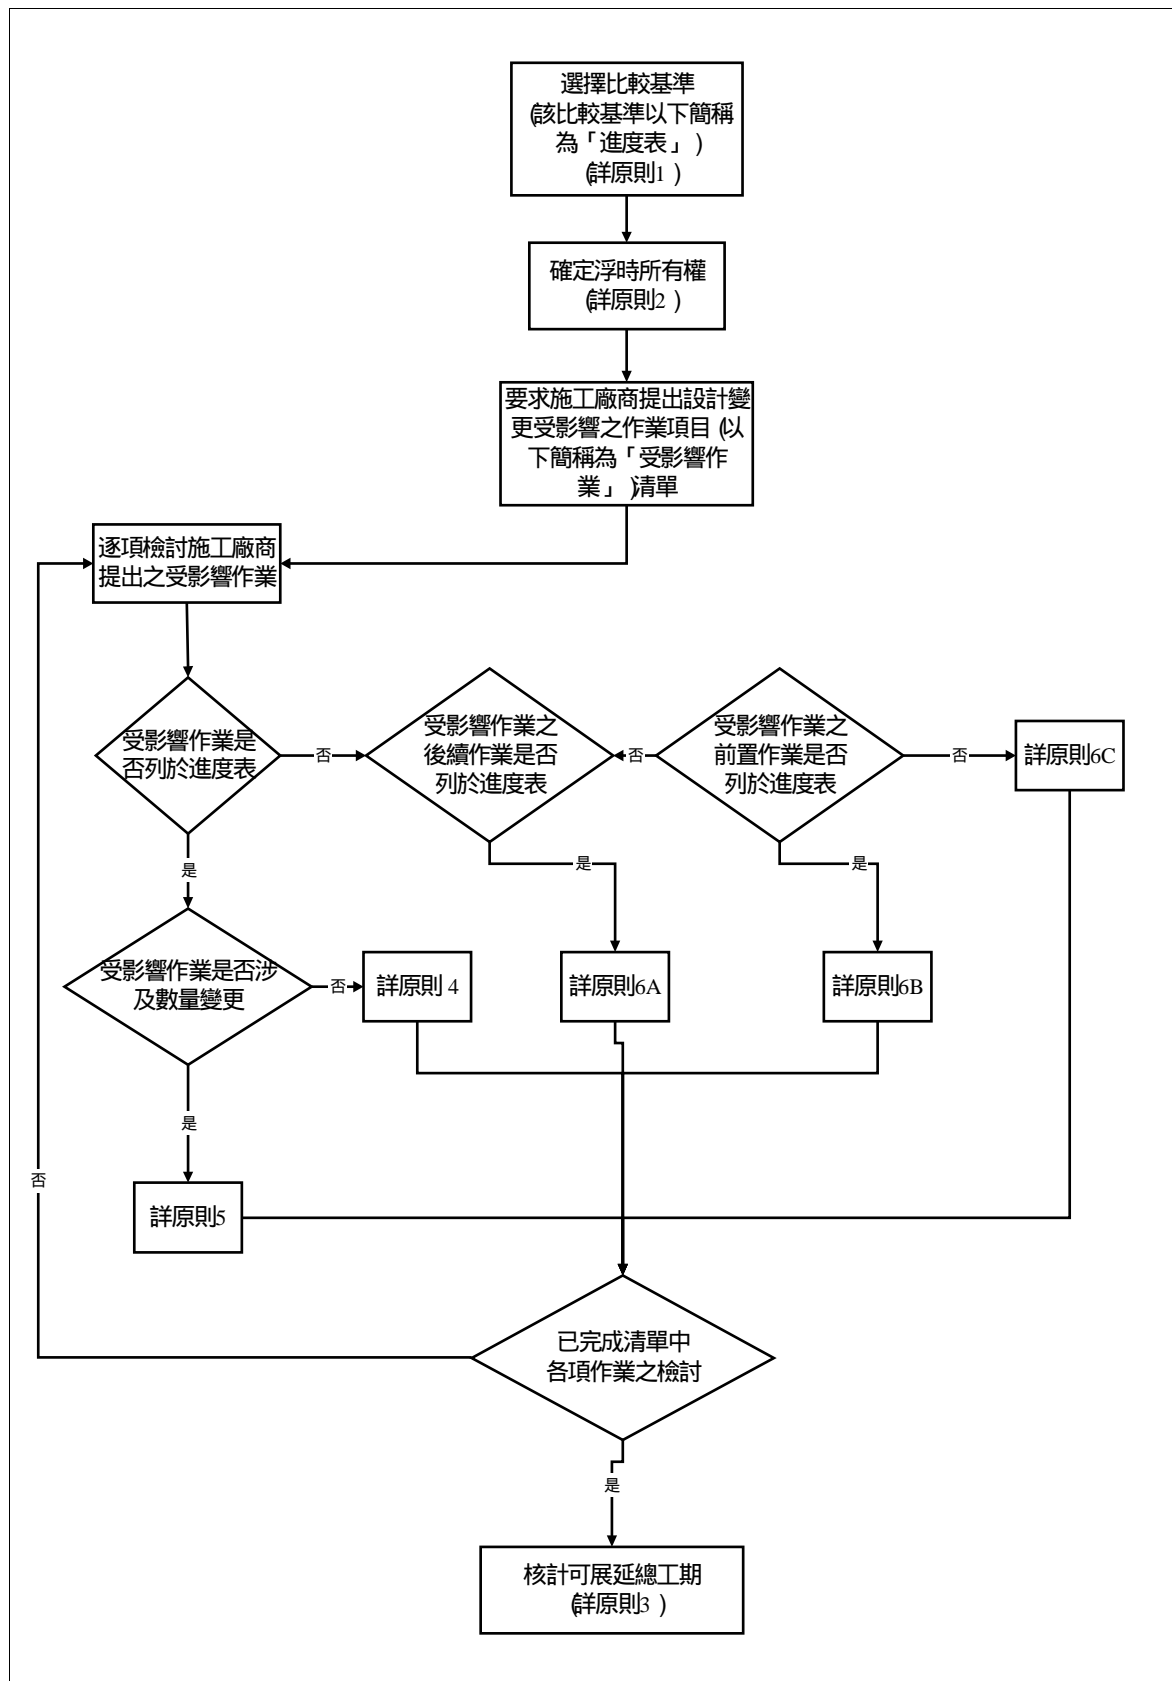 選擇比較基準
(該比較基準以下簡稱
為「進度表」)
(詳原則1)
確定浮時所有權
(詳原則2)
要求施工廠商提出設計變
更受影響之作業項目(以
下簡稱為「受影響作
業」)清單
逐項檢討施工廠商
提出之受影響作業
受影響作業是
否列於進度表
否
受影響作業之
後續作業是否
列於進度表
否
受影響作業之
前置作業是否
列於進度表
否
詳原則6C
是
是
是
受影響作業是否涉
及數量變更
否
詳原則 4
詳原則6A
詳原則6B
是
否
詳原則5
已完成清單中
各項作業之檢討
是
核計可展延總工期
(詳原則3)